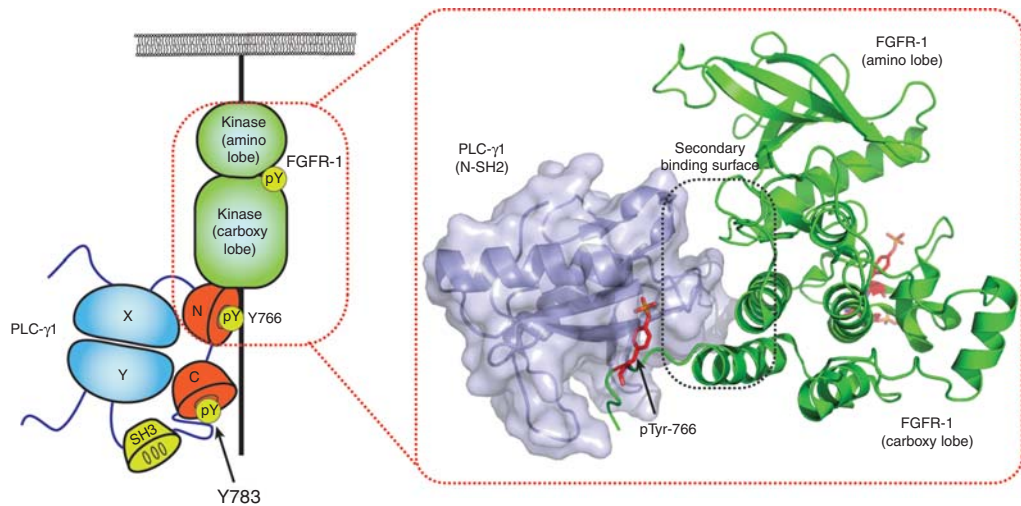 Kinase
(amino
lobe)
FGFR-1
pY
Kinase
(carboxy
lobe)
PLC-γ1
X
Y
N
pY
Y766
C
pY
SH3
Y783
FGFR-1
(amino lobe)
PLC-γ1
(N-SH2)
Secondary
binding surface
pTyr-766
FGFR-1
(carboxy lobe)